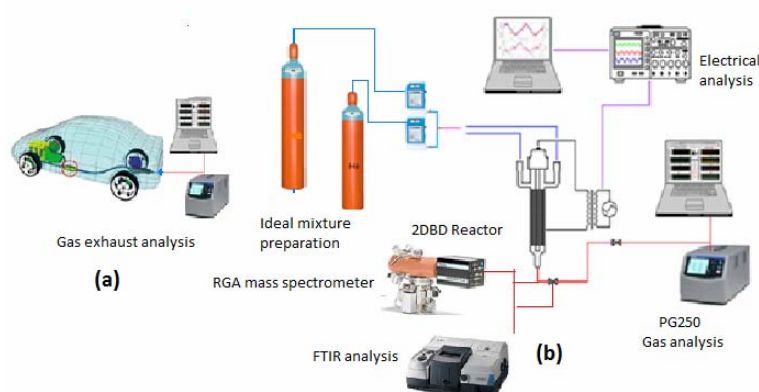 Electrical
analysis
Gas exhaust analysis
(a)
Ideal mixture
preparation
2DBD Reactor
RGA mass spectrometer
PG250
Gas analysis
FTIR analysis
(b)